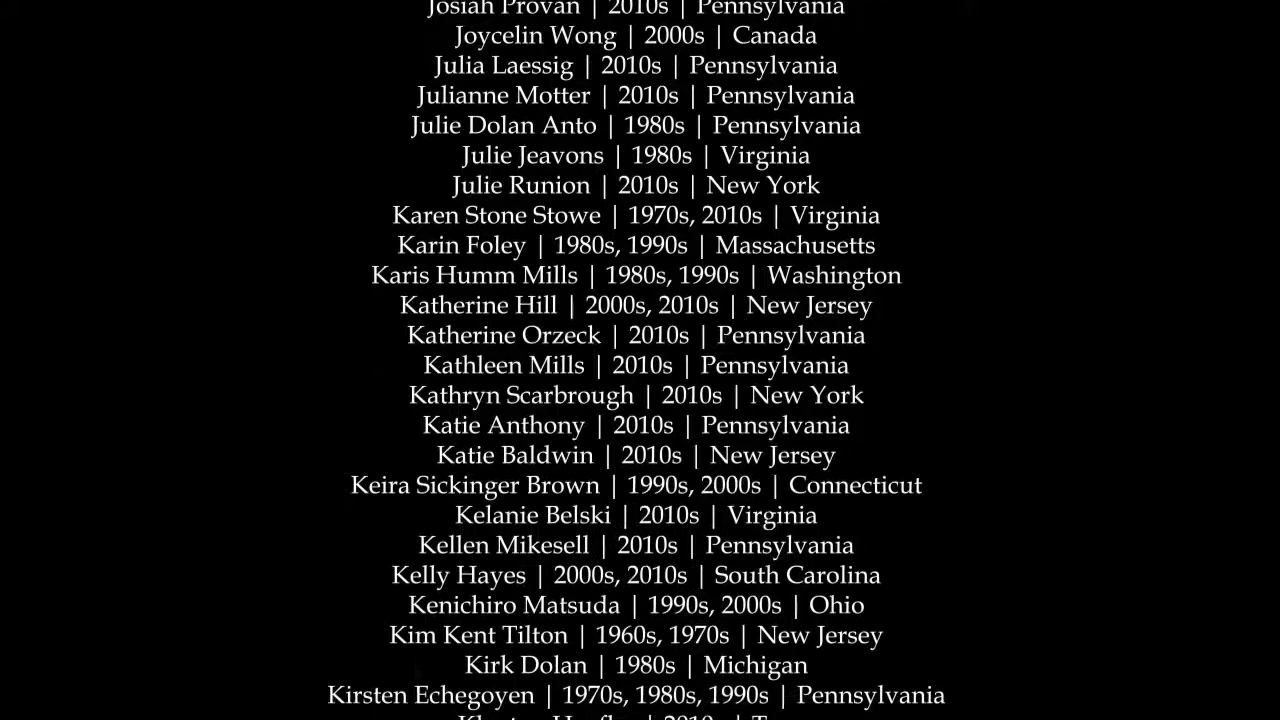 Josiah Provan | 2010s | Pennsylvania
Joycelin Wong | 2000s | Canada
Julia Laessig | 2010s | Pennsylvania
Julianne Motter | 2010s | Pennsylvania
Julie Dolan Anto | 1980s | Pennsylvania
Julie Jeavons | 1980s | Virginia
Julie Runion | 2010s | New York
Karen Stone Stowe | 1970s, 2010s | Virginia
Karin Foley | 1980s, 1990s | Massachusetts
Karis Humm Mills | 1980s, 1990s | Washington
Katherine Hill | 2000s, 2010s | New Jersey
Katherine Orzeck | 2010s | Pennsylvania
Kathleen Mills | 2010s | Pennsylvania
Kathryn Scarbrough | 2010s | New York
Katie Anthony | 2010s | Pennsylvania
Katie Baldwin | 2010s | New Jersey
Keira Sickinger Brown | 1990s, 2000s | Connecticut
Kelanie Belski | 2010s | Virginia
Kellen Mikesell | 2010s | Pennsylvania
Kelly Hayes | 2000s, 2010s | South Carolina
Kenichiro Matsuda | 1990s, 2000s | Ohio
Kim Kent Tilton | 1960s, 1970s | New Jersey
Kirk Dolan | 1980s | Michigan
Kirsten Echegoyen | 1970s, 1980s, 1990s | Pennsylvania